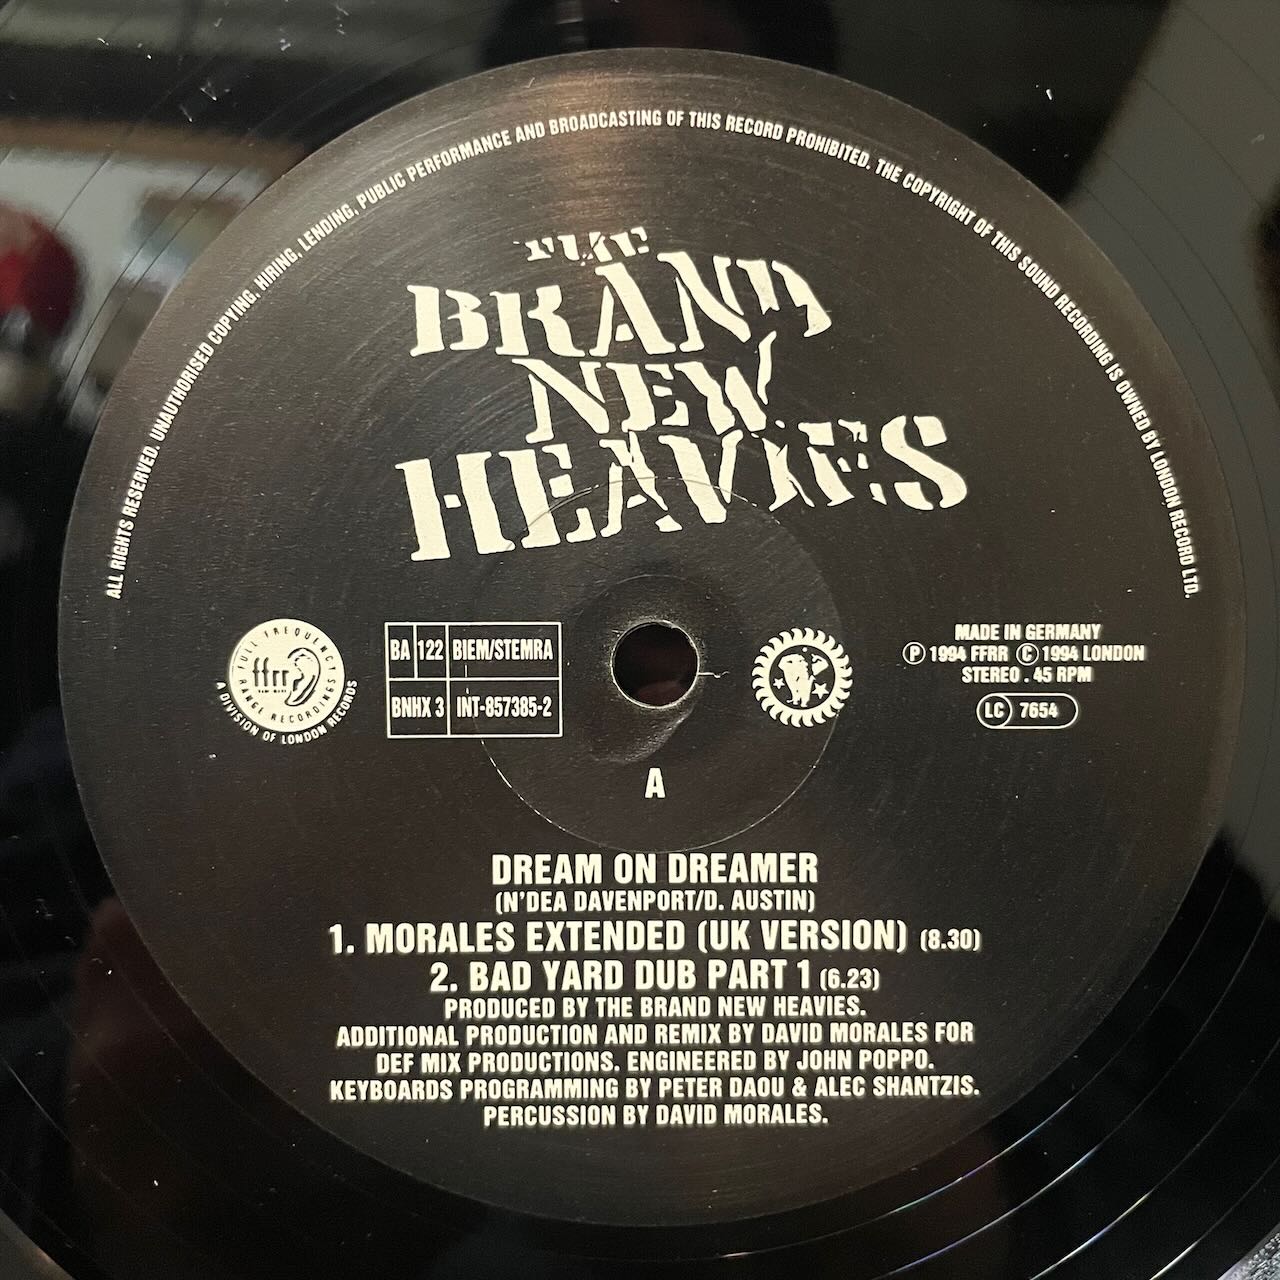 ALL RIGHTS RESERVED. UNAUTHORISED COPYING, HIRING, LENDING, PUBLIC PERFORMANCE AND BROADCASTING OF THIS RECORD PROHIBITED. THE COPYRIGHT OF THIS SOUND RECORDING IS OWNED BY LONDON RECORD LTD.
THE
BRAND
NEW
HEAVIES
FULL FREQUENCY
ffrr
RANGE RECORDINGS
A DIVISION OF LONDON RECORDS
BA 122 BIEM/STEMRA
BNHX 3 INT-857385-2
MADE IN GERMANY
Ⓟ 1994 FFRR Ⓒ 1994 LONDON
STEREO . 45 RPM
LC 7654
A
DREAM ON DREAMER
(N'DEA DAVENPORT/D. AUSTIN)
1. MORALES EXTENDED (UK VERSION) (8.30)
2. BAD YARD DUB PART 1 (6.23)
PRODUCED BY THE BRAND NEW HEAVIES.
ADDITIONAL PRODUCTION AND REMIX BY DAVID MORALES FOR
DEF MIX PRODUCTIONS. ENGINEERED BY JOHN POPPO.
KEYBOARDS PROGRAMMING BY PETER DAOU & ALEC SHANTZIS.
PERCUSSION BY DAVID MORALES.